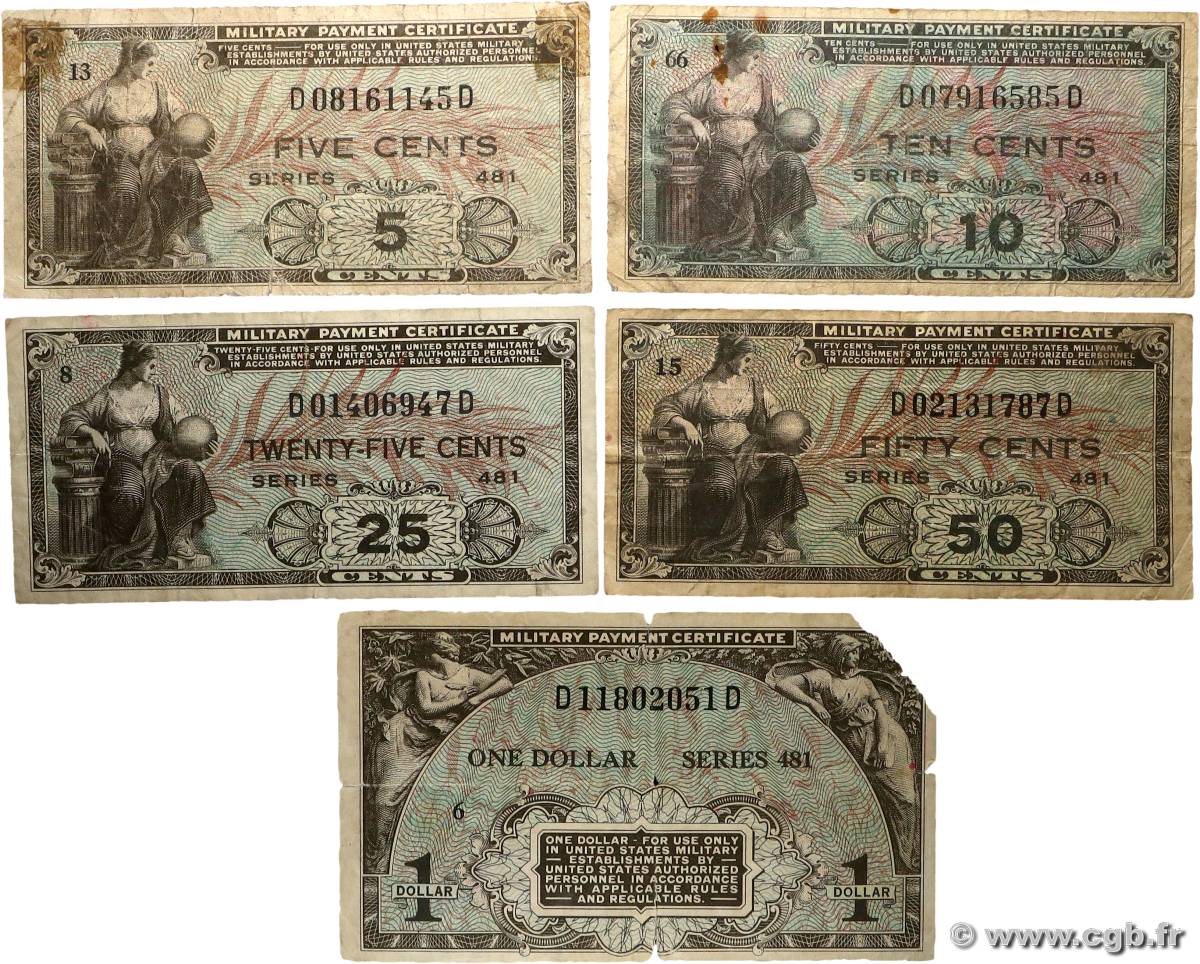 MILITARY PAYMENT CERTIFICATE
FIVE CENTS — FOR USE ONLY IN UNITED STATES MILITARY
ESTABLISHMENTS BY UNITED STATES AUTHORIZED PERSONNEL
IN ACCORDANCE WITH APPLICABLE RULES AND REGULATIONS.
13
D08161145D
FIVE CENTS
SERIES 481
5
CENTS
MILITARY PAYMENT CERTIFICATE
TEN CENTS — FOR USE ONLY IN UNITED STATES MILITARY
ESTABLISHMENTS BY UNITED STATES AUTHORIZED PERSONNEL
IN ACCORDANCE WITH APPLICABLE RULES AND REGULATIONS.
66
D07916585D
TEN CENTS
SERIES 481
10
CENTS
MILITARY PAYMENT CERTIFICATE
TWENTY-FIVE CENTS-FOR USE ONLY IN UNITED STATES MILITARY
ESTABLISHMENTS BY UNITED STATES AUTHORIZED PERSONNEL
IN ACCORDANCE WITH APPLICABLE RULES AND REGULATIONS.
8
D01406947D
TWENTY-FIVE CENTS
SERIES 481
25
CENTS
MILITARY PAYMENT CERTIFICATE
FIFTY CENTS — FOR USE ONLY IN UNITED STATES MILITARY
ESTABLISHMENTS BY UNITED STATES AUTHORIZED PERSONNEL
IN ACCORDANCE WITH APPLICABLE RULES AND REGULATIONS.
15
D02131787D
FIFTY CENTS
SERIES 481
50
CENTS
MILITARY PAYMENT CERTIFICATE
D11802051D
ONE DOLLAR SERIES 481
6
ONE DOLLAR - FOR USE ONLY
IN UNITED STATES MILITARY
ESTABLISHMENTS BY
UNITED STATES AUTHORIZED
PERSONNEL IN ACCORDANCE
WITH APPLICABLE RULES
AND REGULATIONS.
1 DOLLAR
1 DOLLAR
© www.cgb.fr